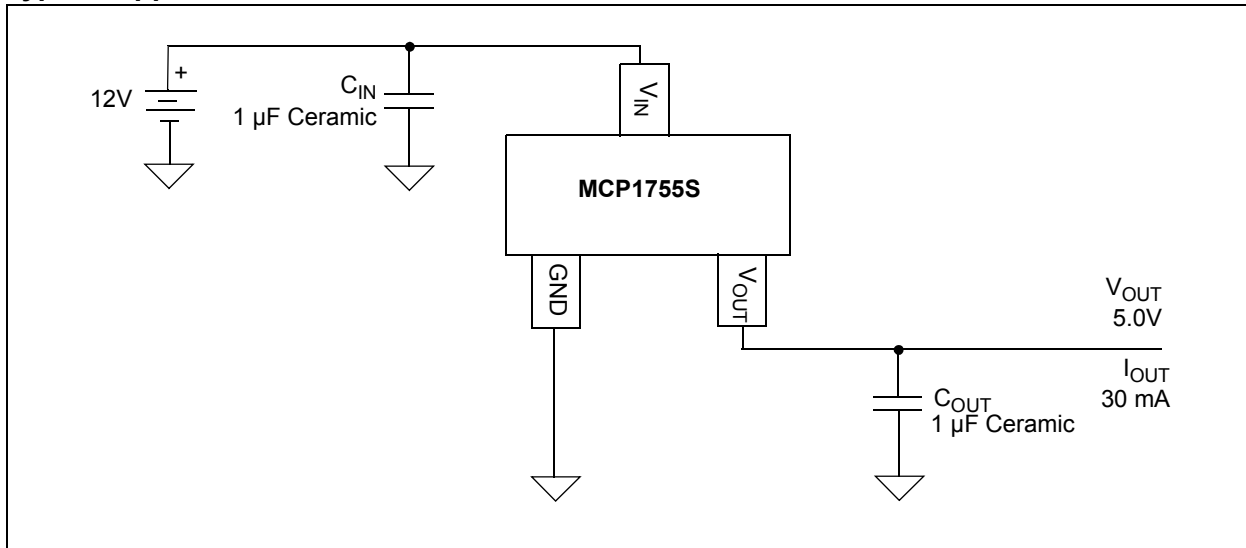 +
12V
C_IN
1 µF Ceramic
V_IN
MCP1755S
GND
V_OUT
V_OUT
5.0V
I_OUT
30 mA
C_OUT
1 µF Ceramic